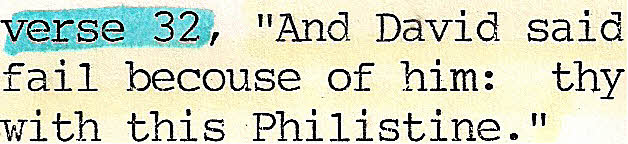 verse 32, "And David said
fail becouse of him:  thy
with this Philistine."